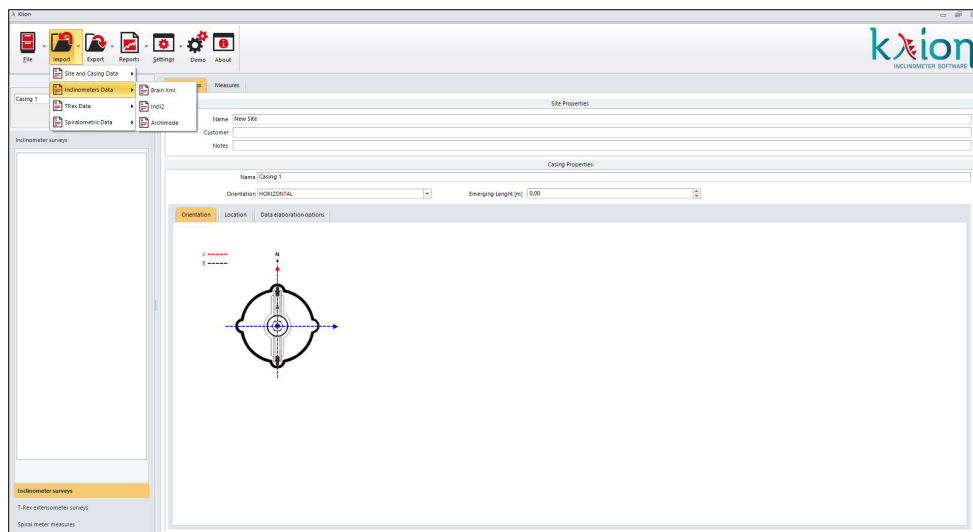 Klion
File Import Export Reports Settings Demo About
kλion
INCLINOMETER SOFTWARE
Site and Casing Data
Inclinometers Data
TRex Data
Spiralometric Data
Brain Xml
Incli2
Archimede
Measures
Casing 1
Inclinometer surveys
Site Properties
Name New Site
Customer
Notes
Casing Properties
Name Casing 1
Orientation HORIZONTAL Emerging Lenght [m] 0.00
Orientation Location Data elaboration options
A
B
N
Inclinometer surveys
T-Rex extensometer surveys
Spiral meter measures